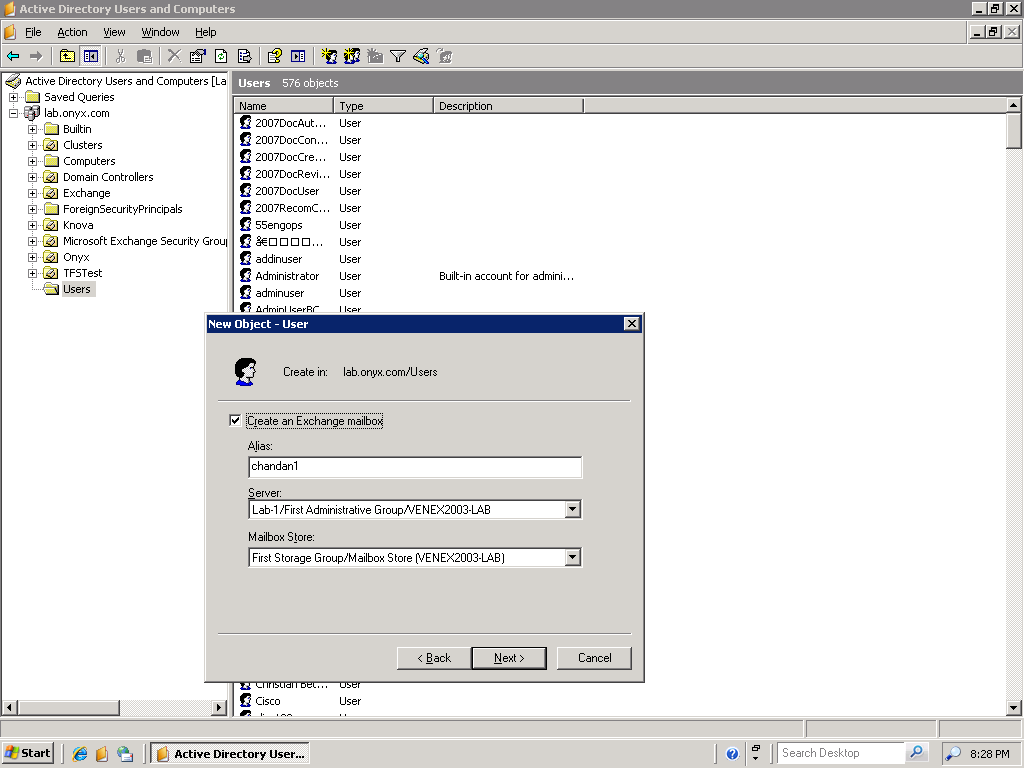 Active Directory Users and Computers
File Action View Window Help
Active Directory Users and Computers [La
Saved Queries
lab.onyx.com
Builtin
Clusters
Computers
Domain Controllers
Exchange
ForeignSecurityPrincipals
Knova
Microsoft Exchange Security Grou
Onyx
TFSTest
Users
Users 576 objects
Name Type Description
2007DocAut... User
2007DocCon... User
2007DocCre... User
2007DocRevi... User
2007DocUser User
2007RecomC... User
55engops User
å€□□□□... User
addinuser User
Administrator User Built-in account for admini...
adminuser User
AdminUserBC... User
New Object - User
Create in: lab.onyx.com/Users
Create an Exchange mailbox
Alias:
chandan1
Server:
Lab-1/First Administrative Group/VENEX2003-LAB
Mailbox Store:
First Storage Group/Mailbox Store (VENEX2003-LAB)
< Back Next > Cancel
Christian Bet... User
Cisco User
User
Start Active Directory User... Search Desktop 8:28 PM